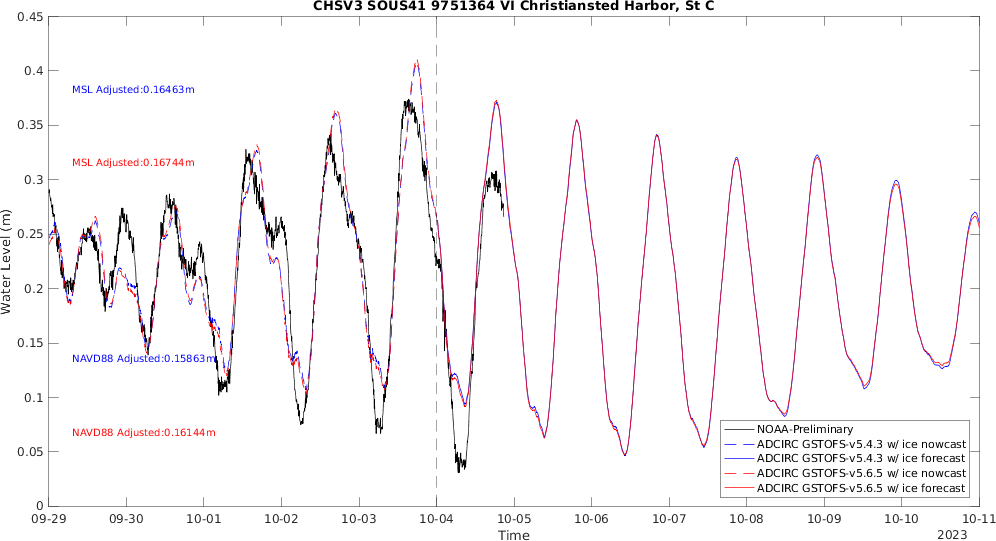 CHSV3 SOUS41 9751364 VI Christiansted Harbor, St C
0.45
0.4
0.35
0.3
0.25
0.2
0.15
0.1
0.05
0
Water Level (m)
MSL Adjusted:0.16463m
MSL Adjusted:0.16744m
NAVD88 Adjusted:0.15863m
NAVD88 Adjusted:0.16144m
NOAA-Preliminary
ADCIRC GSTOFS-v5.4.3 w/ ice nowcast
ADCIRC GSTOFS-v5.4.3 w/ ice forecast
ADCIRC GSTOFS-v5.6.5 w/ ice nowcast
ADCIRC GSTOFS-v5.6.5 w/ ice forecast
09-29 09-30 10-01 10-02 10-03 10-04 10-05 10-06 10-07 10-08 10-09 10-10 10-11
Time
2023